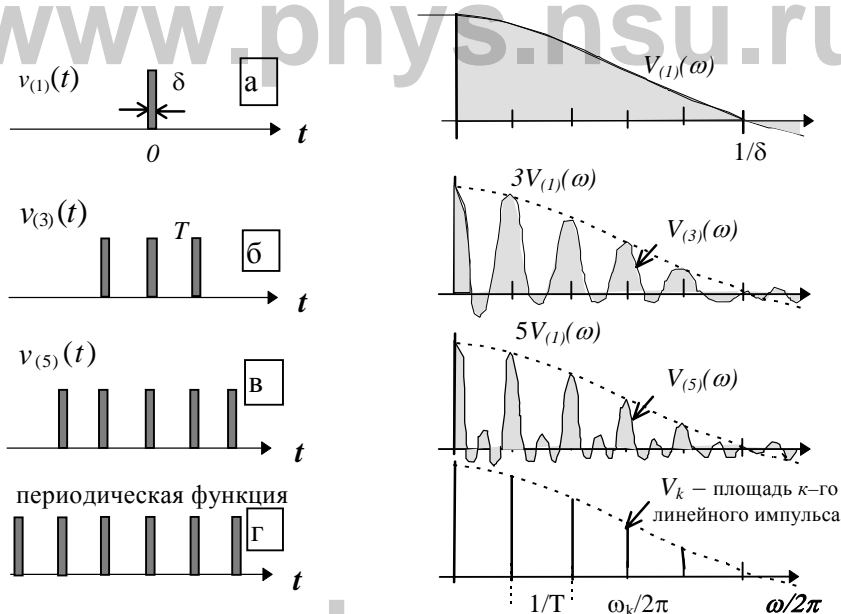 www.phys.nsu.ru
v(1)(t)
δ
а
t
0
V(1)(ω)
1/δ
v(3)(t)
T
б
t
3V(1)(ω)
V(3)(ω)
v(5)(t)
в
t
5V(1)(ω)
V(5)(ω)
периодическая функция
г
t
Vk – площадь к–го
линейного импульса
1/T
ωk/2π
ω/2π